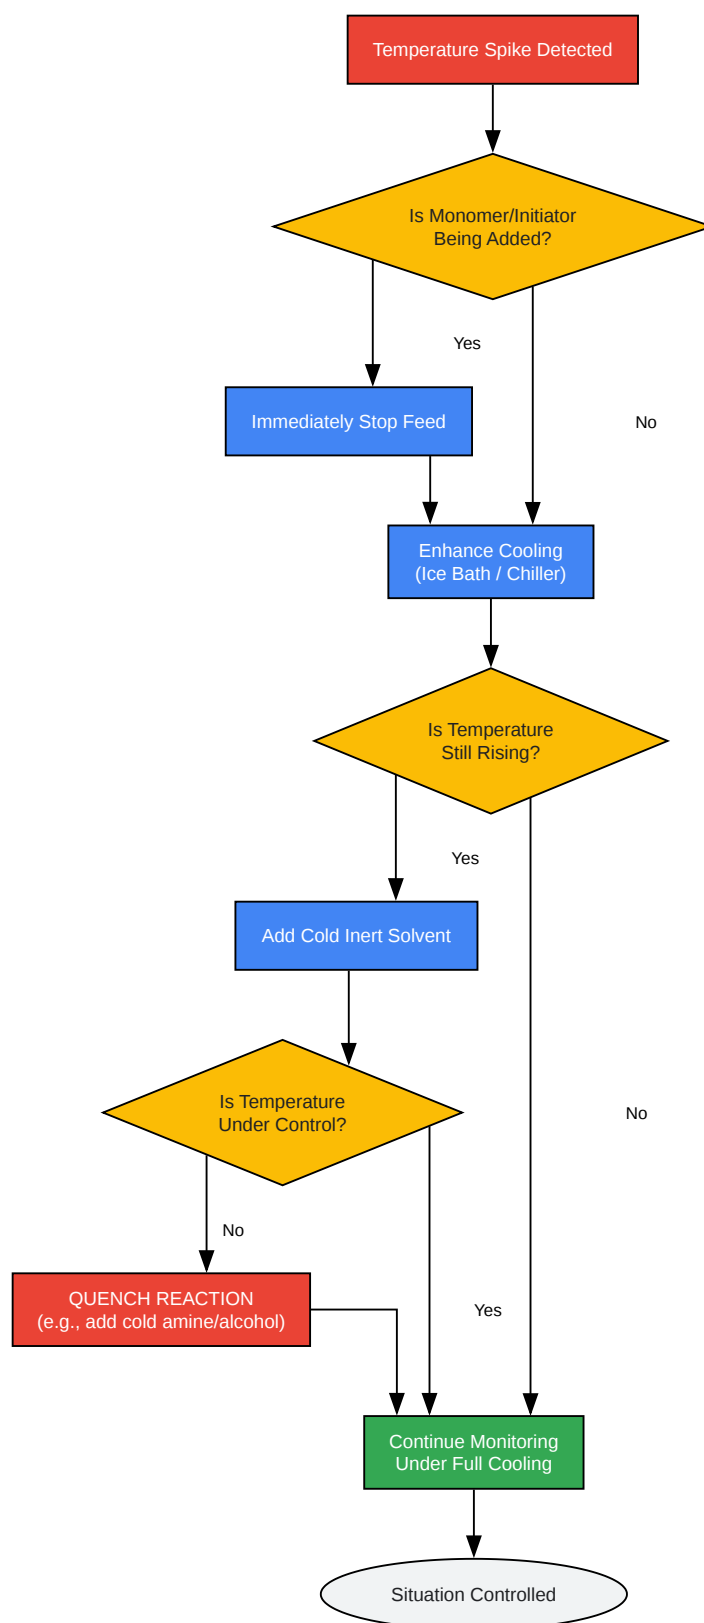 Temperature Spike Detected
Is Monomer/Initiator
Being Added?
Yes
Immediately Stop Feed
No
Enhance Cooling
(Ice Bath / Chiller)
Is Temperature
Still Rising?
Yes
Add Cold Inert Solvent
Is Temperature
Under Control?
No
No
QUENCH REACTION
(e.g., add cold amine/alcohol)
Yes
Continue Monitoring
Under Full Cooling
Situation Controlled